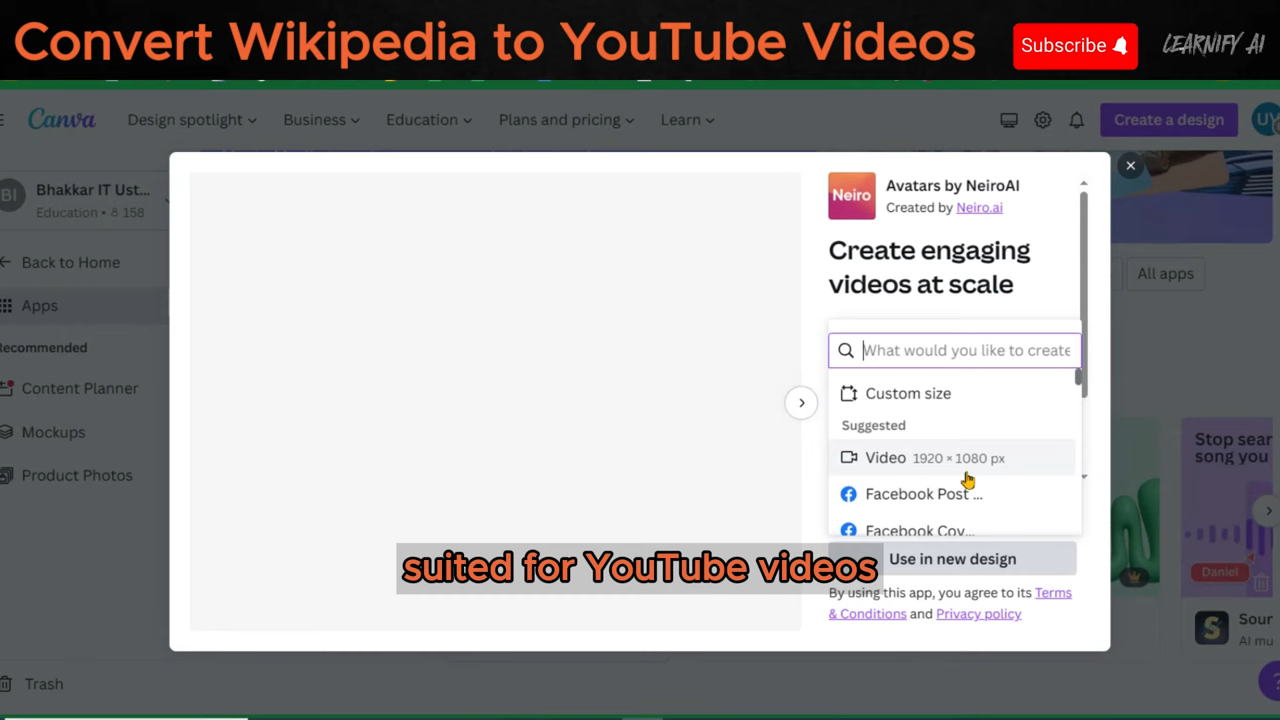 Convert Wikipedia to YouTube Videos
Subscribe
LEARNIFY AI
Canva
Design spotlight
Business
Education
Plans and pricing
Learn
Create a design
UY
BI
Bhakkar IT Ust...
Education • 158
Back to Home
Apps
Recommended
Content Planner
Mockups
Product Photos
Trash
Neiro
Avatars by NeiroAI
Created by Neiro.ai
Create engaging
videos at scale
What would you like to create
Custom size
Suggested
Video 1920 × 1080 px
Facebook Post ...
Facebook Cov...
Use in new design
By using this app, you agree to its Terms
& Conditions and Privacy policy
suited for YouTube videos
All apps
Stop sear
song you
Daniel
Sour
AI mu